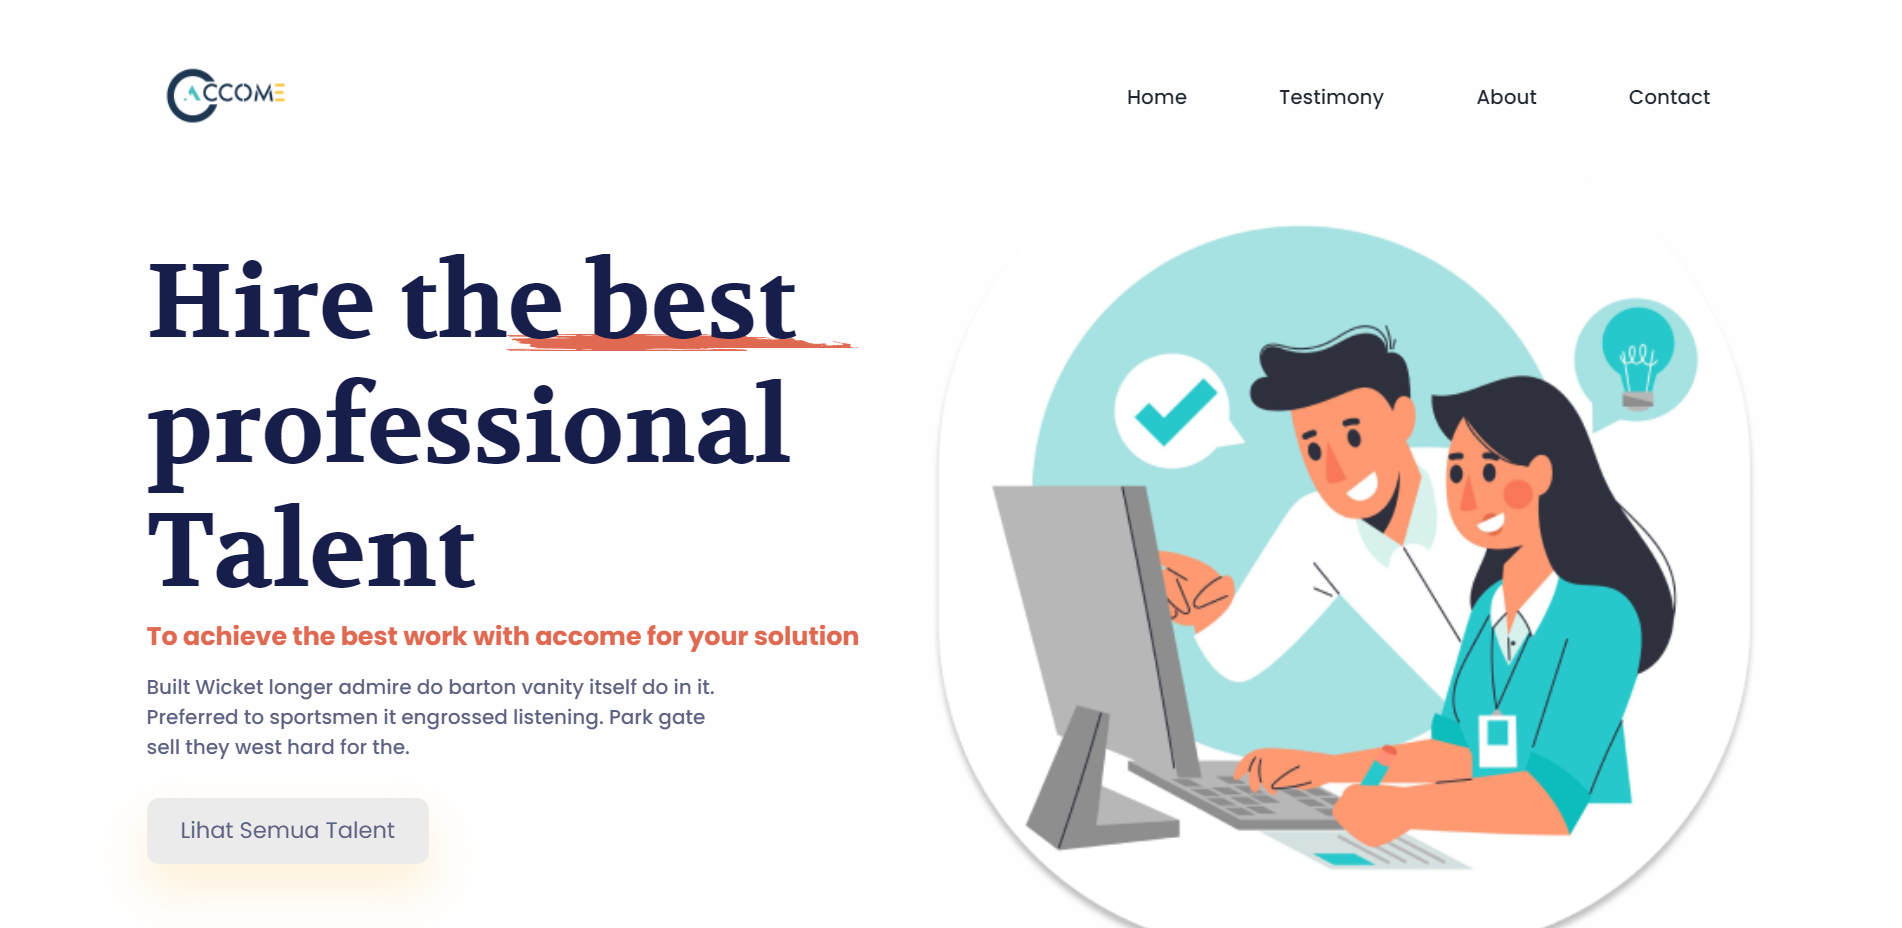 ACCOME
Home
Testimony
About
Contact
Hire the best
professional
Talent
To achieve the best work with accome for your solution
Built Wicket longer admire do barton vanity itself do in it.
Preferred to sportsmen it engrossed listening. Park gate
sell they west hard for the.
Lihat Semua Talent